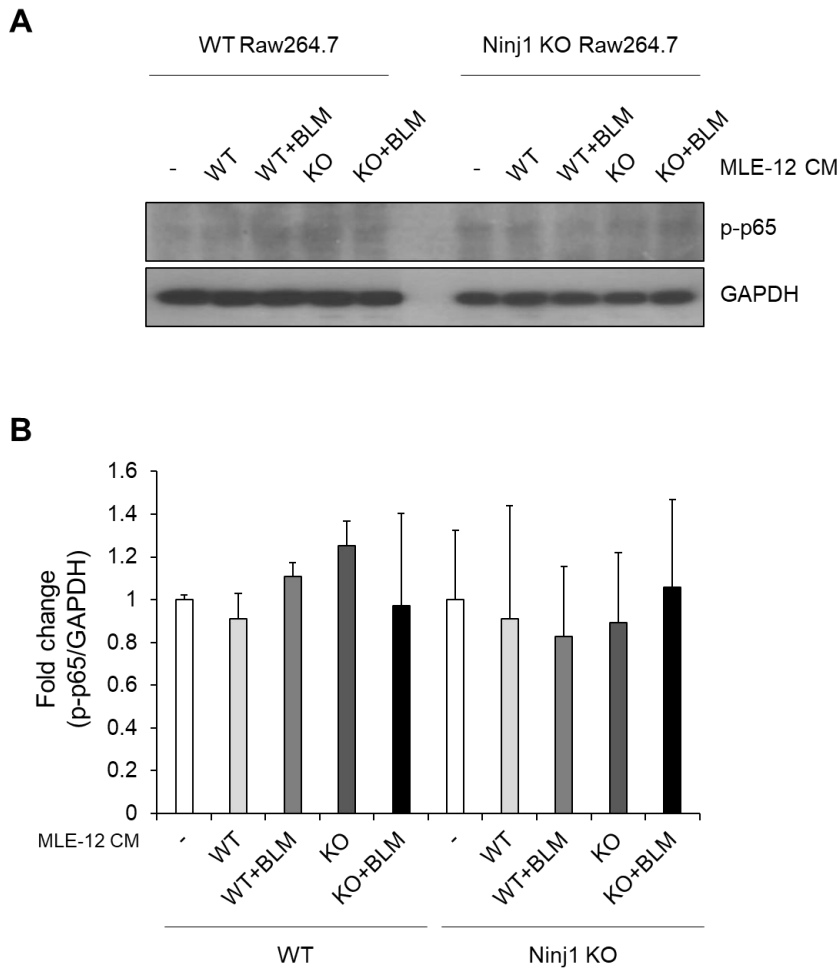 A
WT Raw264.7 Ninj1 KO Raw264.7
- WT WT+BLM KO KO+BLM - WT WT+BLM KO KO+BLM MLE-12 CM
p-p65
GAPDH
B
Fold change
(p-p65/GAPDH)
1.6
1.4
1.2
1
0.8
0.6
0.4
0.2
0
MLE-12 CM - WT WT+BLM KO KO+BLM - WT WT+BLM KO KO+BLM
WT Ninj1 KO